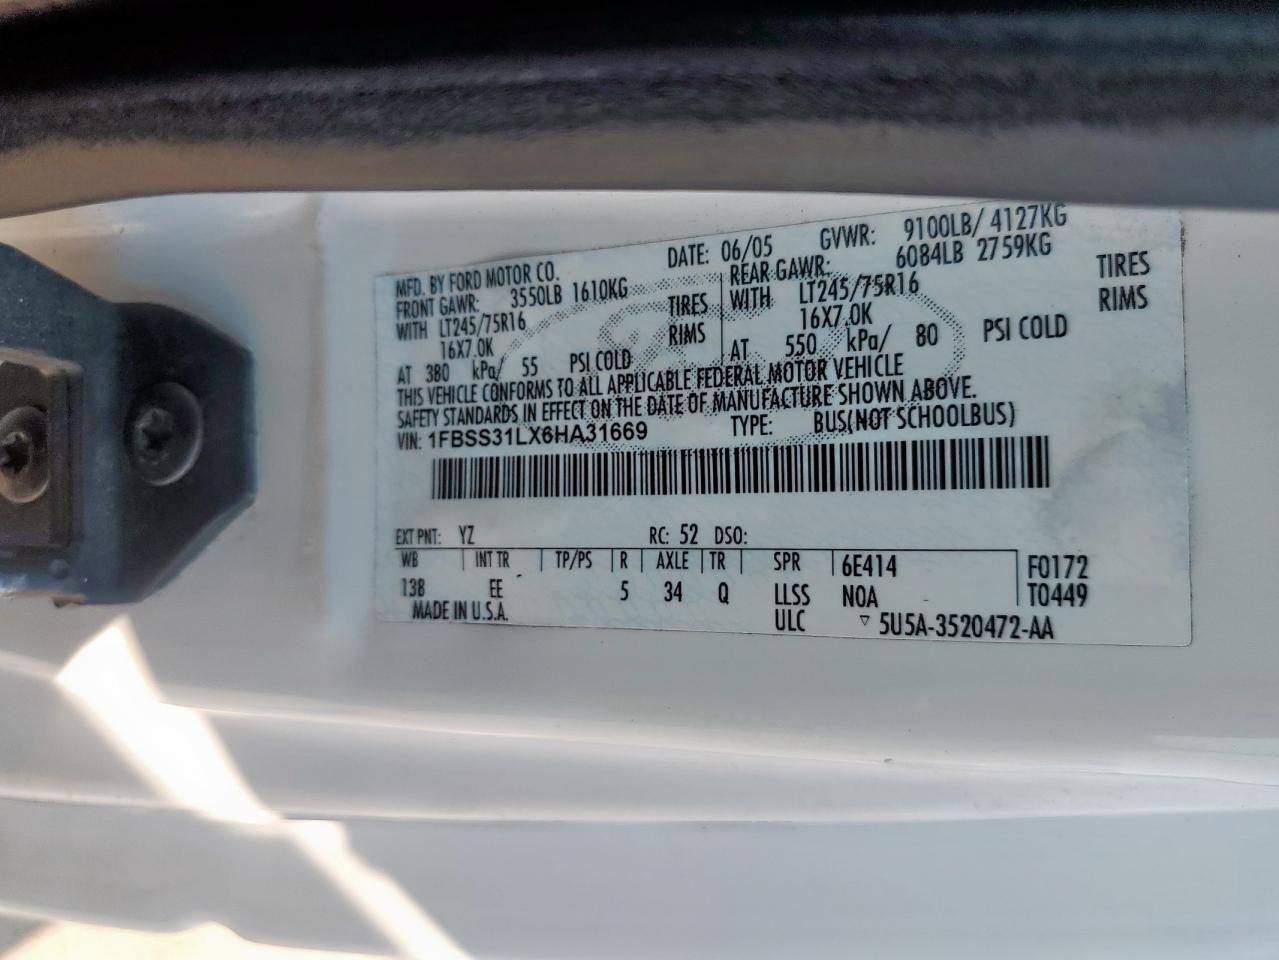 MFD. BY FORD MOTOR CO. DATE: 06/05 GVWR: 9100LB/ 4127KG
FRONT GAWR: 3550LB 1610KG REAR GAWR: 6084LB 2759KG
WITH LT245/75R16 TIRES WITH LT245/75R16 TIRES
16X7.0K RIMS 16X7.0K RIMS
AT 380 kPa/ 55 PSI COLD AT 550 kPa/ 80 PSI COLD
THIS VEHICLE CONFORMS TO ALL APPLICABLE FEDERAL MOTOR VEHICLE
SAFETY STANDARDS IN EFFECT ON THE DATE OF MANUFACTURE SHOWN ABOVE.
VIN: 1FBSS31LX6HA31669 TYPE: BUS(NOT SCHOOLBUS)
EXT PNT: YZ RC: 52 DSO:
WB INT TR TP/PS R AXLE TR SPR 6E414 F0172
138 EE 5 34 Q LLSS NOA T0449
MADE IN U.S.A. ULC ▽ 5U5A-3520472-AA